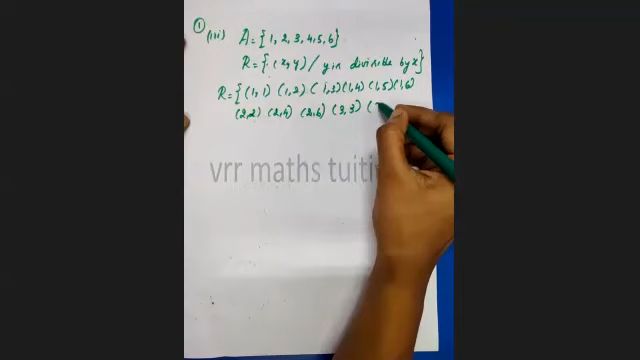 ① (iii) A = { 1, 2, 3, 4, 5, 6}
R = { (x, y) / y in divisible by x }
R = { (1, 1) (1, 2) ( 1, 3) (1, 4) (1, 5) (1, 6)
(2, 2) (2, 4) (2, 6) (3, 3) (
vrr maths tuiti